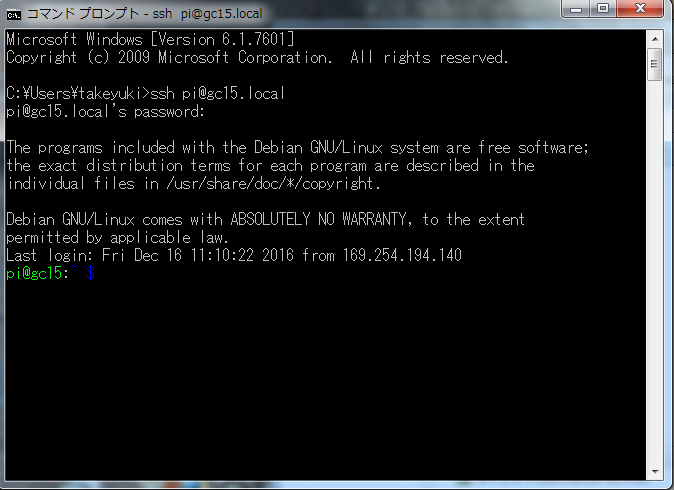 コマンド プロンプト - ssh  pi@gc15.local
Microsoft Windows [Version 6.1.7601]
Copyright (c) 2009 Microsoft Corporation.  All rights reserved.
C:¥Users¥takeyuki>ssh pi@gc15.local
pi@gc15.local's password:
The programs included with the Debian GNU/Linux system are free software;
the exact distribution terms for each program are described in the
individual files in /usr/share/doc/*/copyright.
Debian GNU/Linux comes with ABSOLUTELY NO WARRANTY, to the extent
permitted by applicable law.
Last login: Fri Dec 16 11:10:22 2016 from 169.254.194.140
pi@gc15:~ $